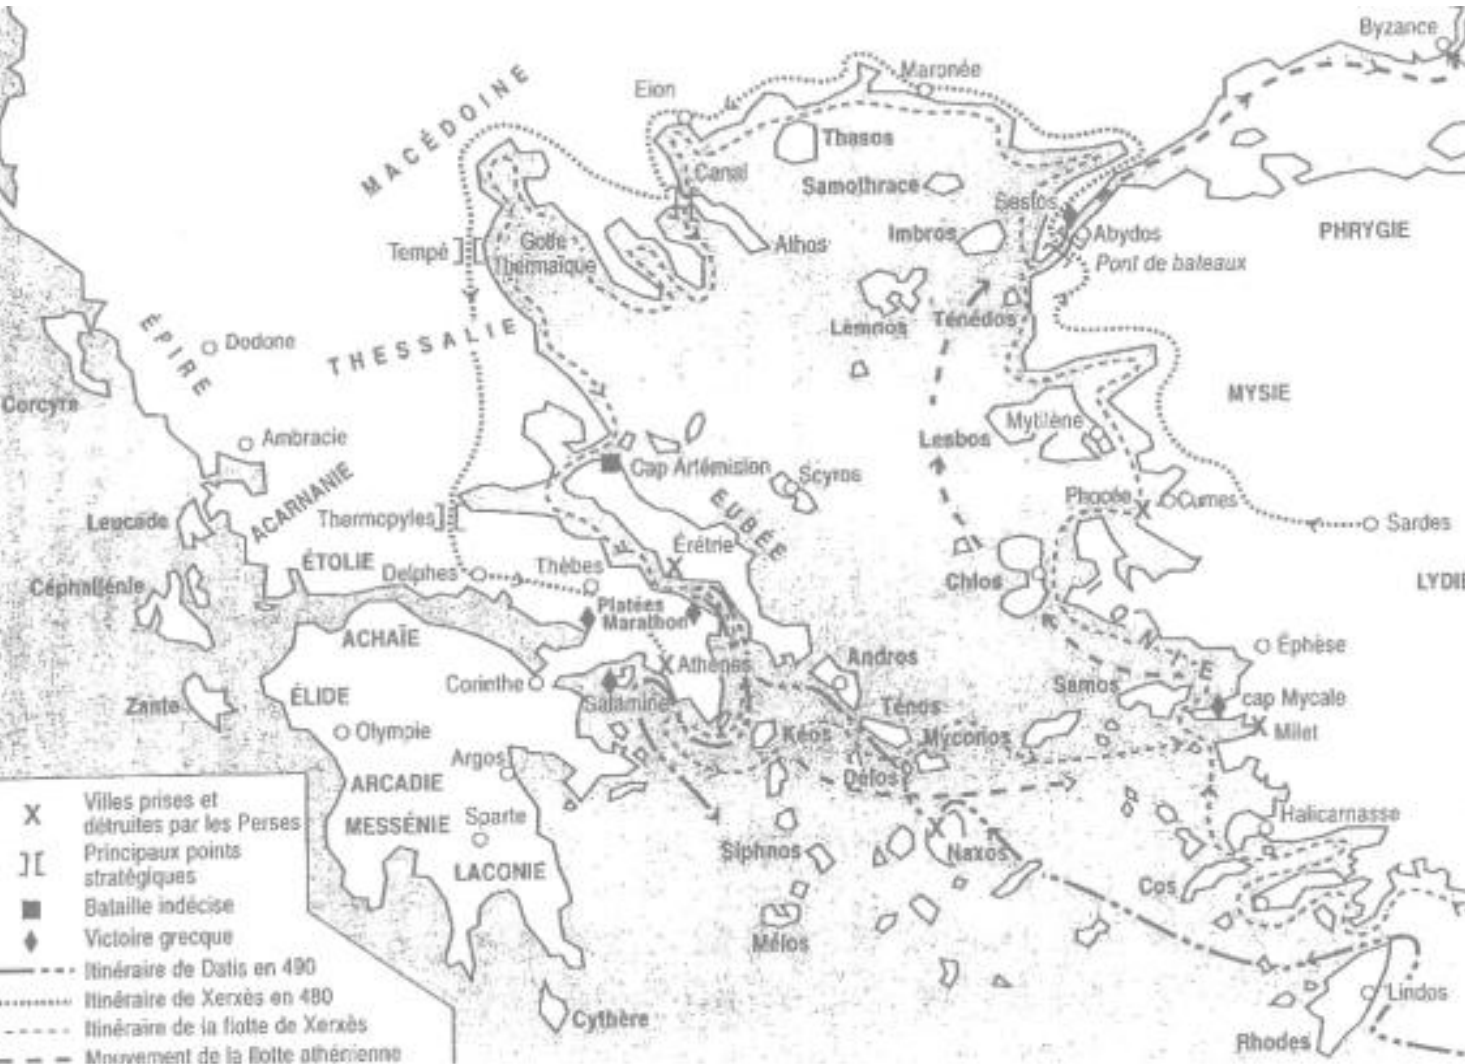 Byzance
Maronée
Eion
MACÉDOINE
Thasos
Canal
Samothrace
Sestos
PHRYGIE
Imbros
Abydos
Athos
Tempé
Golfe
Thermaïque
Pont de bateaux
Lemnos
Ténédos
ÉPIRE
Dodone
THESSALIE
MYSIE
Corcyre
Mytilène
Lesbos
Ambracie
Cap Artémision
Scyros
ACARNANIE
EUBÉE
Phocée
Cumes
Leucade
Thermopyles
Sardes
Érétrie
ÉTOLIE
Delphes
Thèbes
Chios
LYDIE
Céphallénie
Platées
Marathon
ACHAÏE
IONIE
Éphèse
Athènes
Andros
Corinthe
ÉLIDE
Samos
Zante
Salamine
Ténos
cap Mycale
Olympie
Kéos
Myconos
Milet
Argos
Délos
ARCADIE
MESSÉNIE
Sparte
Halicarnasse
LACONIE
Siphnos
Naxos
Cos
Mélos
Lindos
Cythère
Rhodes
X Villes prises et
détruites par les Perses
Principaux points
stratégiques
Bataille indécise
Victoire grecque
Itinéraire de Datis en 490
Itinéraire de Xerxès en 480
Itinéraire de la flotte de Xerxès
Mouvement de la flotte athénienne